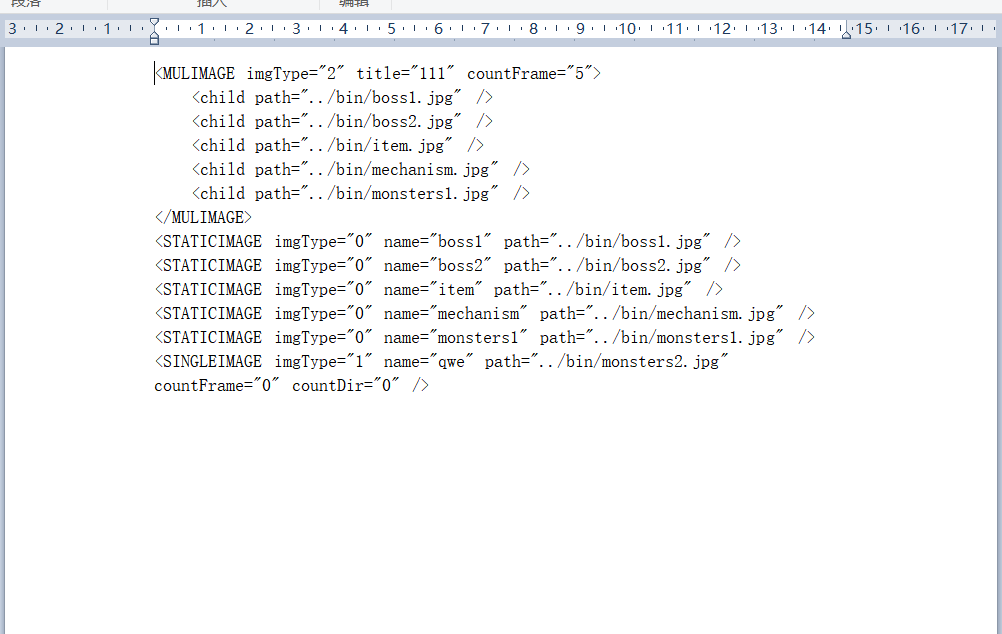 段落 插入 编辑
3 2 1 1 2 3 4 5 6 7 8 9 10 11 12 13 14 15 16 17
<MULIMAGE imgType="2" title="111" countFrame="5">
<child path="../bin/boss1.jpg" />
<child path="../bin/boss2.jpg" />
<child path="../bin/item.jpg" />
<child path="../bin/mechanism.jpg" />
<child path="../bin/monsters1.jpg" />
</MULIMAGE>
<STATICIMAGE imgType="0" name="boss1" path="../bin/boss1.jpg" />
<STATICIMAGE imgType="0" name="boss2" path="../bin/boss2.jpg" />
<STATICIMAGE imgType="0" name="item" path="../bin/item.jpg" />
<STATICIMAGE imgType="0" name="mechanism" path="../bin/mechanism.jpg" />
<STATICIMAGE imgType="0" name="monsters1" path="../bin/monsters1.jpg" />
<SINGLEIMAGE imgType="1" name="qwe" path="../bin/monsters2.jpg"
countFrame="0" countDir="0" />